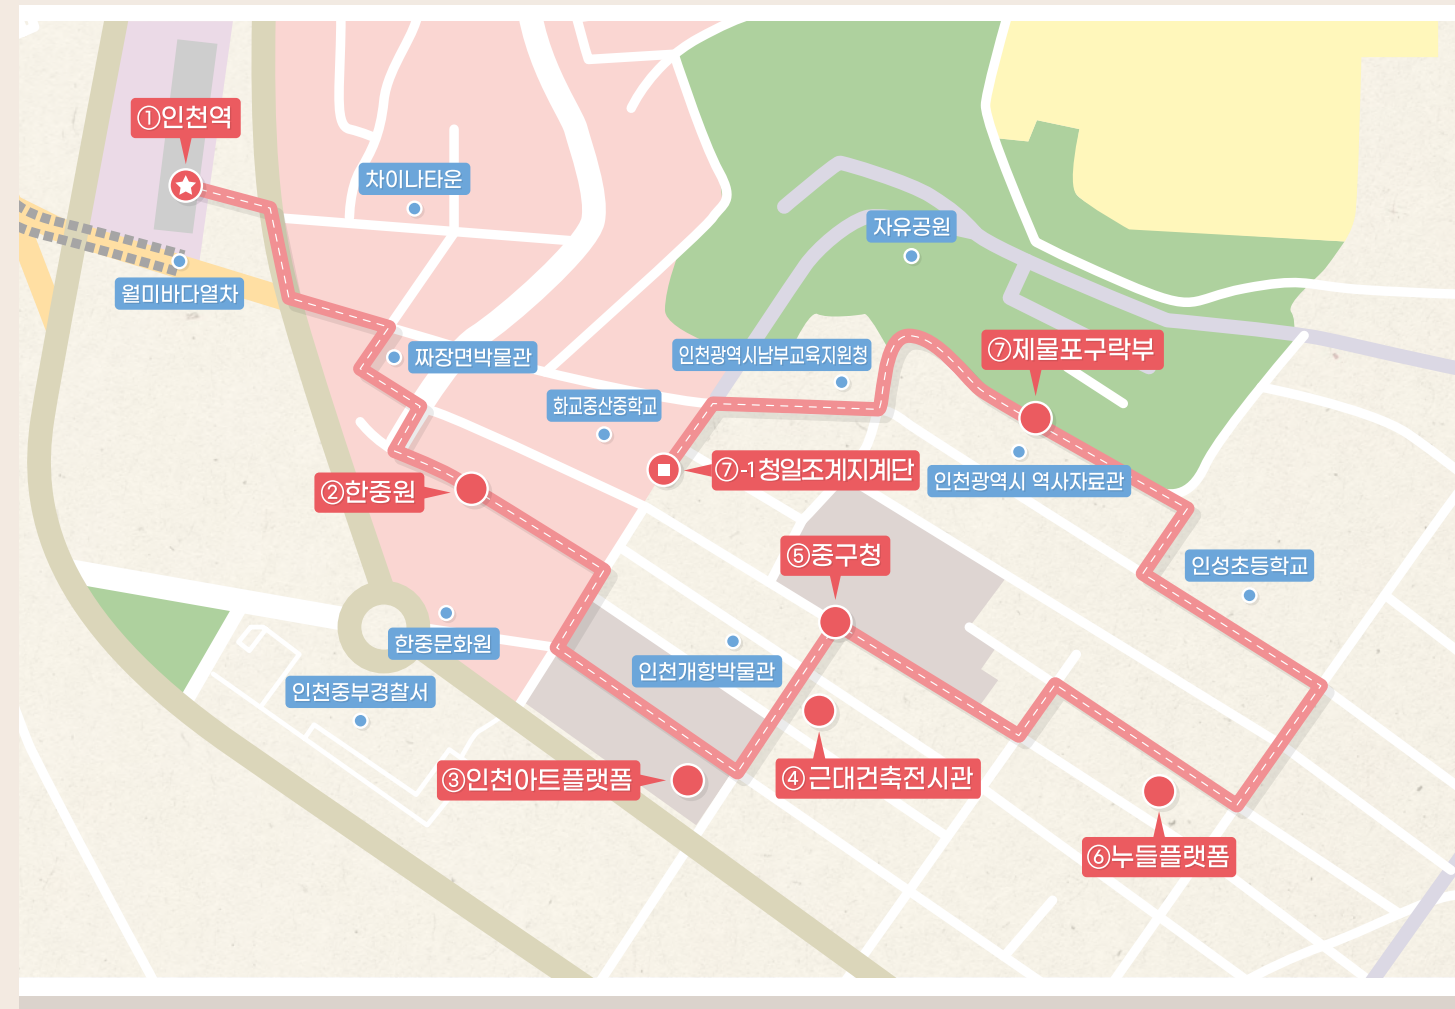 ①인천역
차이나타운
자유공원
월미바다열차
짜장면박물관
인천광역시남부교육지원청
⑦제물포구락부
화교중산중학교
②한중원
⑦-1청일조계지계단
인천광역시 역사자료관
⑤중구청
인성초등학교
한중문화원
인천개항박물관
인천중부경찰서
③인천아트플랫폼
④근대건축전시관
⑥누들플랫폼